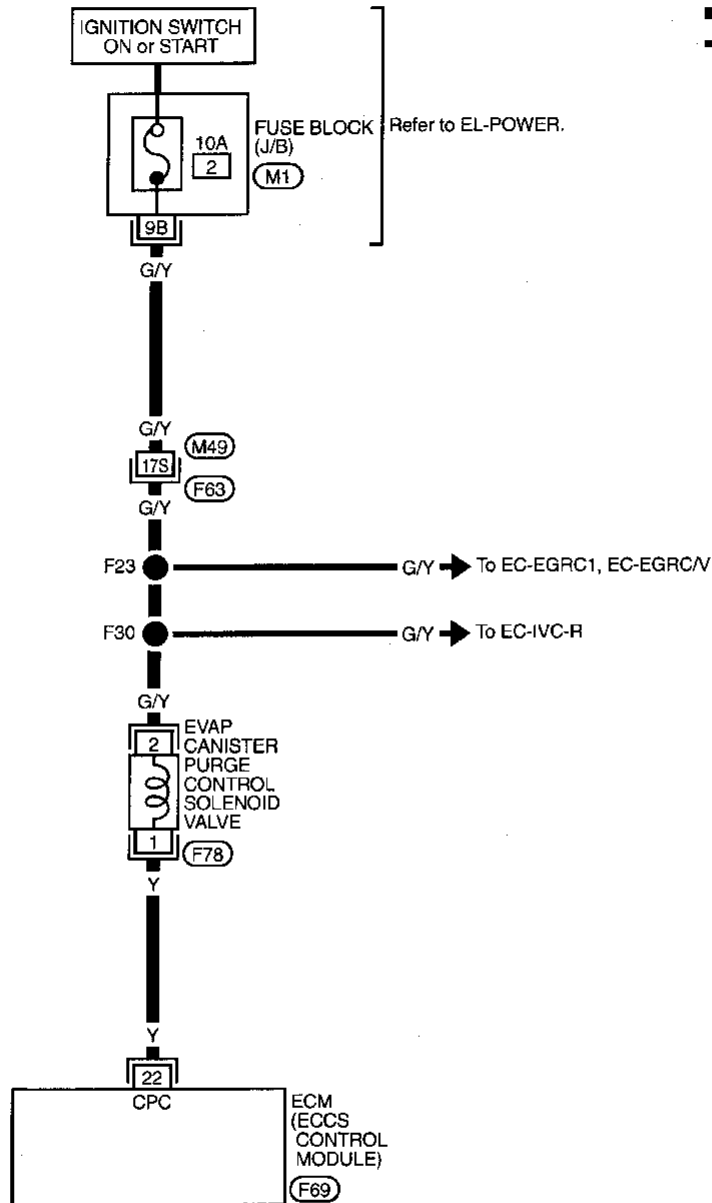 IGNITION SWITCH
ON or START
FUSE BLOCK
(J/B)
Refer to EL-POWER.
10A
2
M1
9B
G/Y
G/Y
M49
17S
F63
G/Y
F23
G/Y
To EC-EGRC1, EC-EGRC/V
F30
G/Y
To EC-IVC-R
G/Y
2
EVAP
CANISTER
PURGE
CONTROL
SOLENOID
VALVE
1
F78
Y
Y
22
CPC
ECM
(ECCS
CONTROL
MODULE)
F69